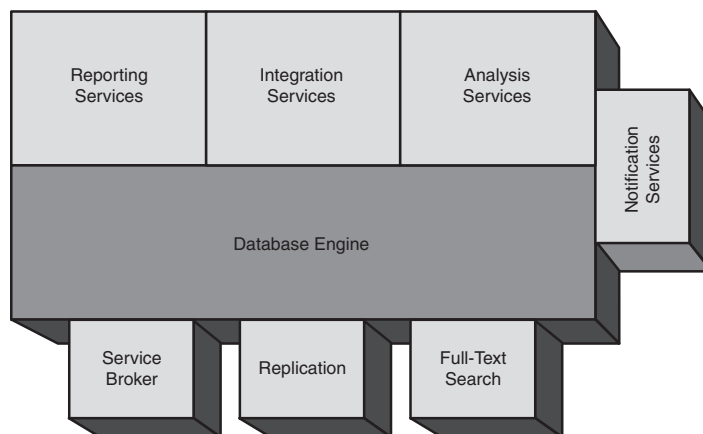 Reporting
Services
Integration
Services
Analysis
Services
Notification
Services
Database Engine
Service
Broker
Replication
Full-Text
Search